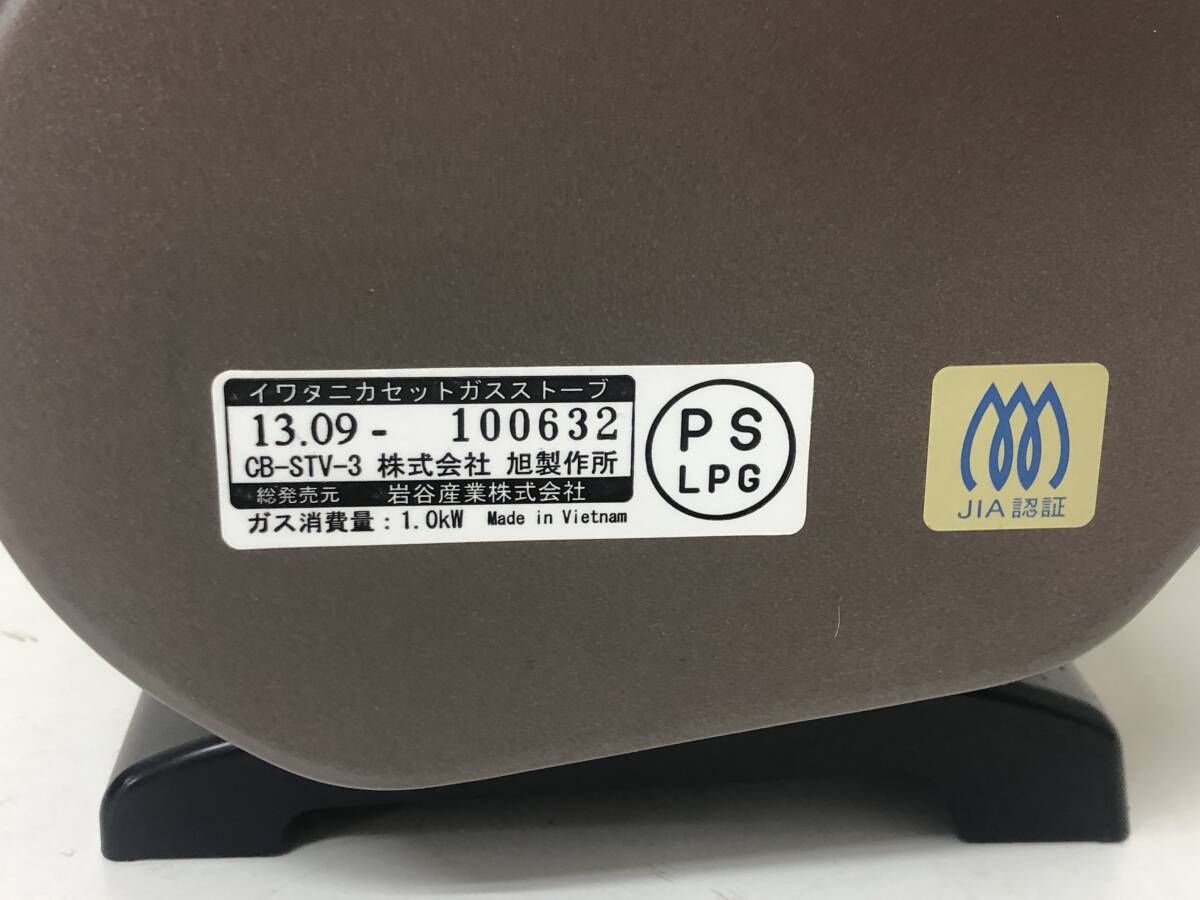 イワタニカセットガスストーブ
13.09 - 100632
CB-STV-3 株式会社 旭製作所
総発売元 岩谷産業株式会社
ガス消費量：1.0kW Made in Vietnam
PS
LPG
JIA認証